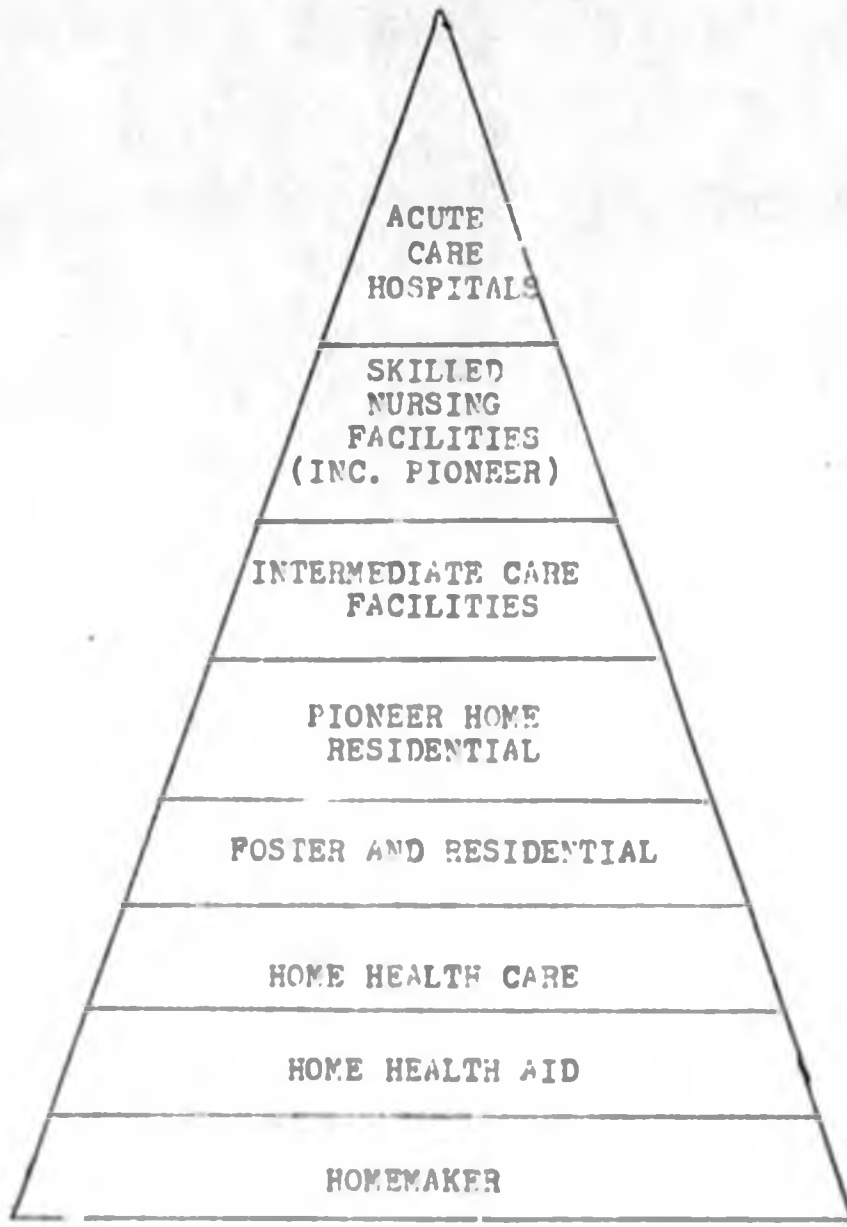 ACUTE
CARE
HOSPITALS
SKILLED
NURSING
FACILITIES
(INC. PIONEER)
INTERMEDIATE CARE
FACILITIES
PIONEER HOME
RESIDENTIAL
FOSTER AND RESIDENTIAL
HOME HEALTH CARE
HOME HEALTH AID
HOMEMAKER